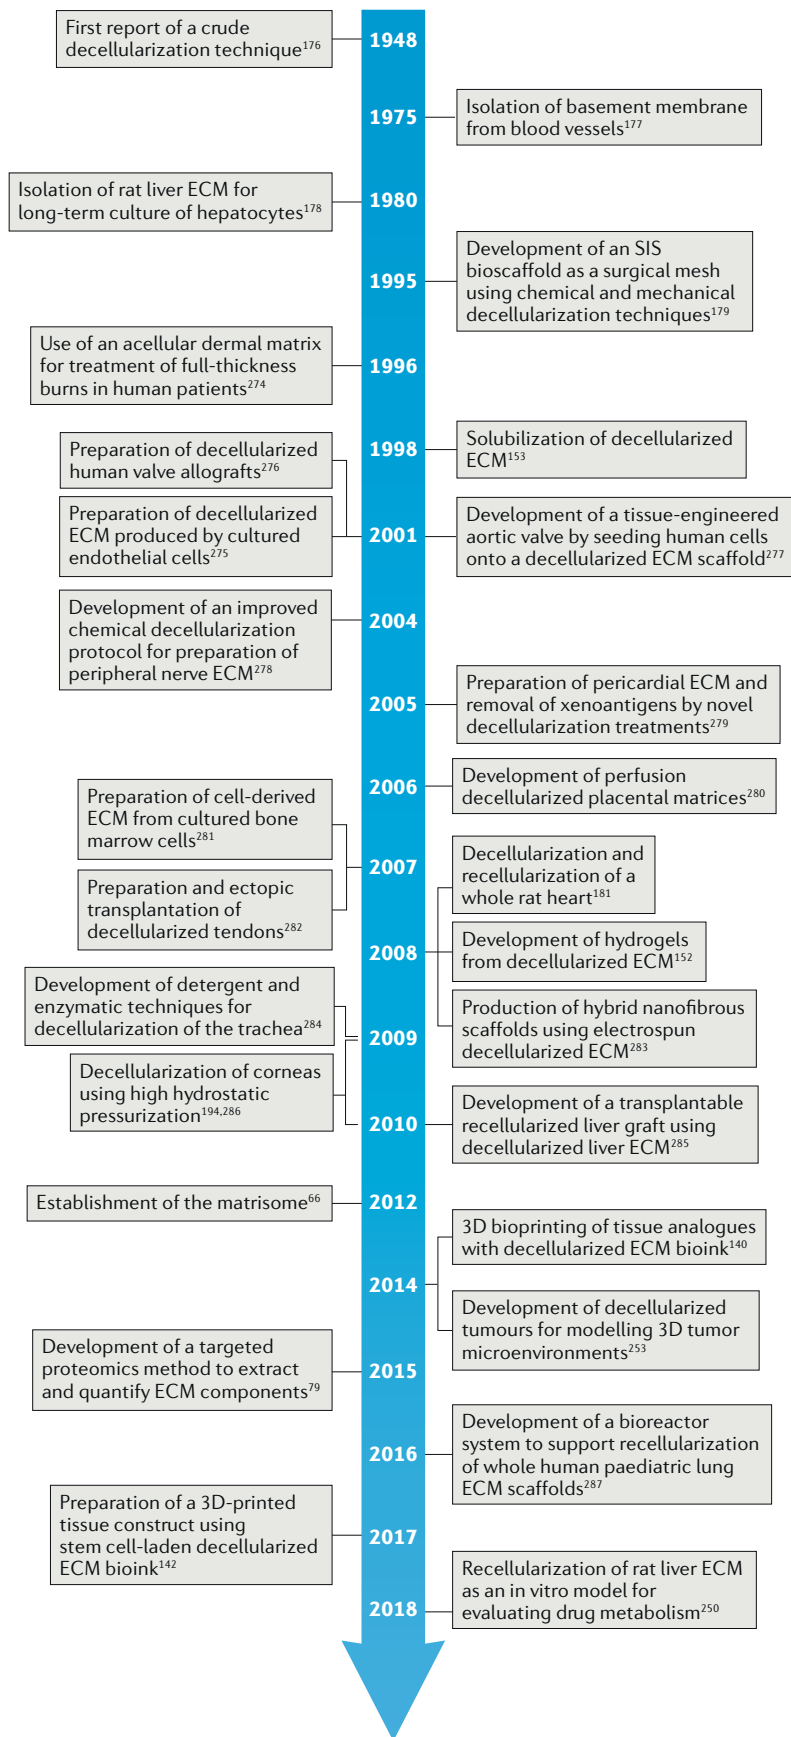 First report of a crude
decellularization technique176
1948
1975
Isolation of basement membrane
from blood vessels177
Isolation of rat liver ECM for
long-term culture of hepatocytes178
1980
1995
Development of an SIS
bioscaffold as a surgical mesh
using chemical and mechanical
decellularization techniques179
Use of an acellular dermal matrix
for treatment of full-thickness
burns in human patients274
1996
1998
Solubilization of decellularized
ECM153
Preparation of decellularized
human valve allografts276
Preparation of decellularized
ECM produced by cultured
endothelial cells275
2001
Development of a tissue-engineered
aortic valve by seeding human cells
onto a decellularized ECM scaffold277
Development of an improved
chemical decellularization
protocol for preparation of
peripheral nerve ECM278
2004
2005
Preparation of pericardial ECM and
removal of xenoantigens by novel
decellularization treatments279
2006
Development of perfusion
decellularized placental matrices280
Preparation of cell-derived
ECM from cultured bone
marrow cells281
Preparation and ectopic
transplantation of
decellularized tendons282
2007
2008
Decellularization and
recellularization of a
whole rat heart181
Development of hydrogels
from decellularized ECM152
Production of hybrid nanofibrous
scaffolds using electrospun
decellularized ECM283
Development of detergent and
enzymatic techniques for
decellularization of the trachea284
2009
Decellularization of corneas
using high hydrostatic
pressurization194,286
2010
Development of a transplantable
recellularized liver graft using
decellularized liver ECM285
Establishment of the matrisome66
2012
2014
3D bioprinting of tissue analogues
with decellularized ECM bioink140
Development of decellularized
tumours for modelling 3D tumor
microenvironments253
Development of a targeted
proteomics method to extract
and quantify ECM components79
2015
2016
Development of a bioreactor
system to support recellularization
of whole human paediatric lung
ECM scaffolds287
Preparation of a 3D-printed
tissue construct using
stem cell-laden decellularized
ECM bioink142
2017
2018
Recellularization of rat liver ECM
as an in vitro model for
evaluating drug metabolism250